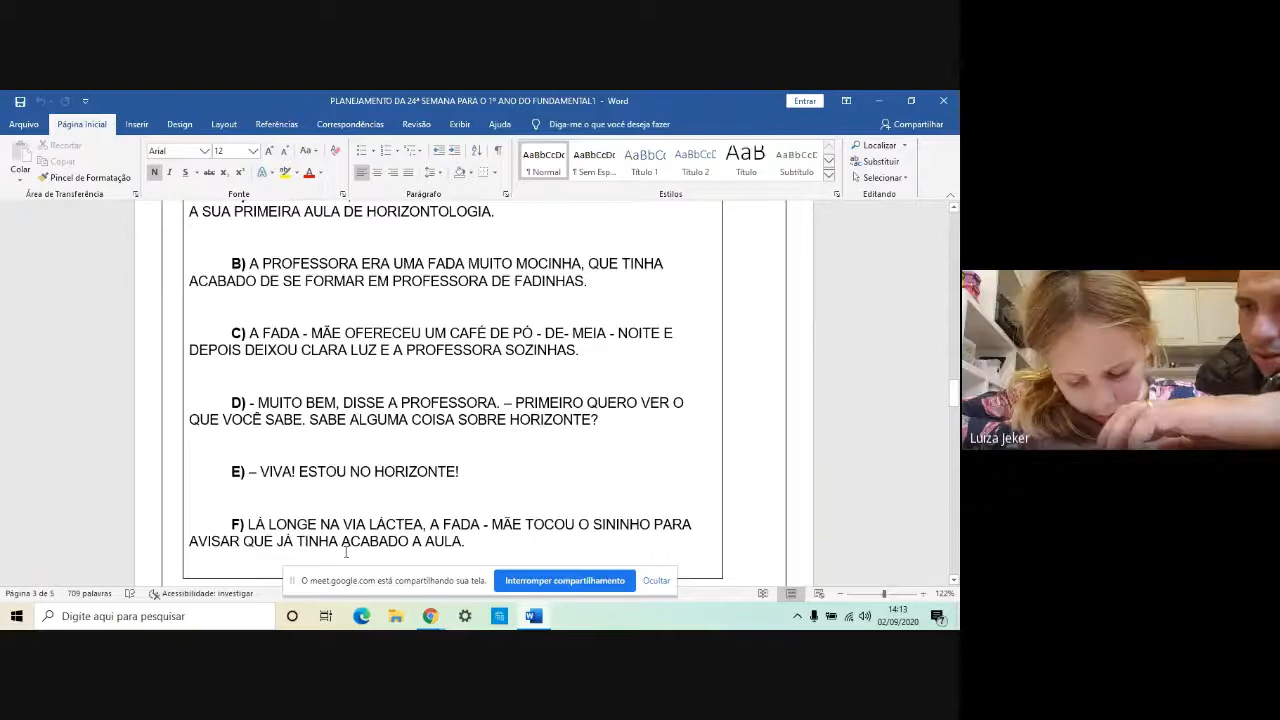 PLANEJAMENTO DA 24ª SEMANA PARA O 1º ANO DO FUNDAMENTAL1 - Word
Entrar
Arquivo Página Inicial Inserir Design Layout Referências Correspondências Revisão Exibir Ajuda Diga-me o que você deseja fazer Compartilhar
Colar
Recortar
Copiar
Pincel de Formatação
Arial 12
AaBbCcDc AaBbCcDc AaBbCc AaBbCcD AaB AaBbCcD
¶ Normal ¶ Sem Esp... Título 1 Título 2 Título Subtítulo
Localizar
Substituir
Selecionar
Área de Transferência Fonte Parágrafo Estilos Editando
A SUA PRIMEIRA AULA DE HORIZONTOLOGIA.
B) A PROFESSORA ERA UMA FADA MUITO MOCINHA, QUE TINHA
ACABADO DE SE FORMAR EM PROFESSORA DE FADINHAS.
C) A FADA - MÃE OFERECEU UM CAFÉ DE PÓ - DE- MEIA - NOITE E
DEPOIS DEIXOU CLARA LUZ E A PROFESSORA SOZINHAS.
D) - MUITO BEM, DISSE A PROFESSORA. – PRIMEIRO QUERO VER O
QUE VOCÊ SABE. SABE ALGUMA COISA SOBRE HORIZONTE?
E) – VIVA! ESTOU NO HORIZONTE!
F) LÁ LONGE NA VIA LÁCTEA, A FADA - MÃE TOCOU O SININHO PARA
AVISAR QUE JÁ TINHA ACABADO A AULA.
O meet.google.com está compartilhando sua tela. Interromper compartilhamento Ocultar
Página 3 de 5 709 palavras Acessibilidade: investigar 122%
Digite aqui para pesquisar
14:13
02/09/2020
Luiza Jeker